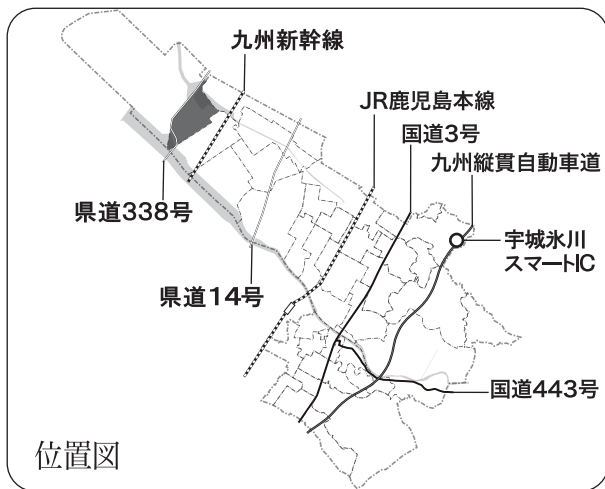 九州新幹線
JR鹿児島本線
国道3号
九州縦貫自動車道
県道338号
宇城氷川
スマートIC
県道14号
国道443号
位置図